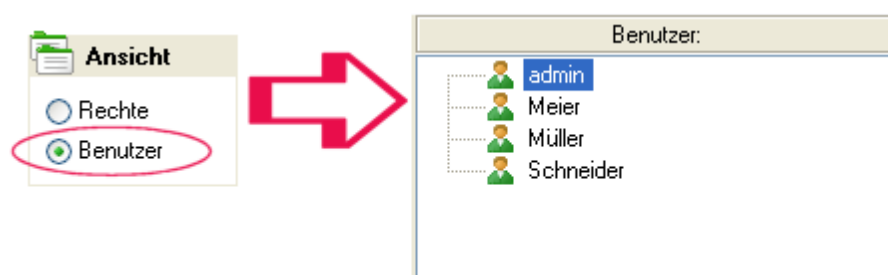 Ansicht
Rechte
Benutzer
Benutzer:
admin
Meier
Müller
Schneider